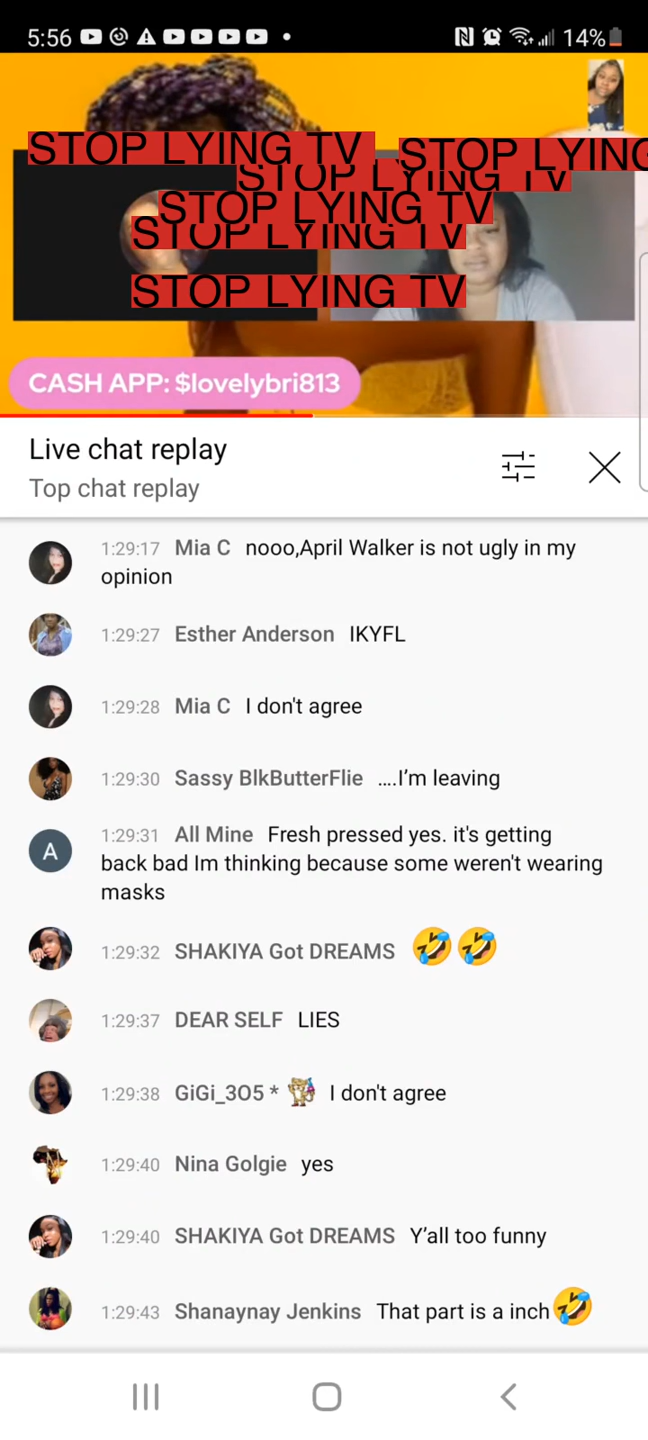 5:56 14%
STOP LYING TV
STOP LYING
STOP LYING TV
STOP LYING TV
STOP LYING TV
STOP LYING TV
CASH APP: $lovelybri813
Live chat replay
Top chat replay
1:29:17 Mia C nooo,April Walker is not ugly in my
opinion
1:29:27 Esther Anderson IKYFL
1:29:28 Mia C I don't agree
1:29:30 Sassy BlkButterFlie ....I’m leaving
A
1:29:31 All Mine Fresh pressed yes. it's getting
back bad Im thinking because some weren't wearing
masks
1:29:32 SHAKIYA Got DREAMS 🤣🤣
1:29:37 DEAR SELF LIES
1:29:38 GiGi_3O5 * I don't agree
1:29:40 Nina Golgie yes
1:29:40 SHAKIYA Got DREAMS Y’all too funny
1:29:43 Shanaynay Jenkins That part is a inch🤣